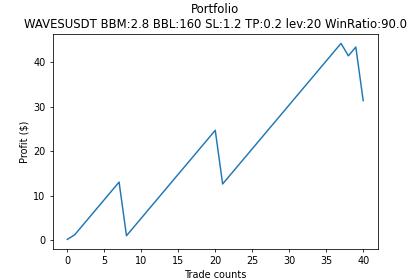 Portfolio
WAVESUSDT BBM:2.8 BBL:160 SL:1.2 TP:0.2 lev:20 WinRatio:90.0
Profit ($)
40
30
20
10
0
0 5 10 15 20 25 30 35 40
Trade counts